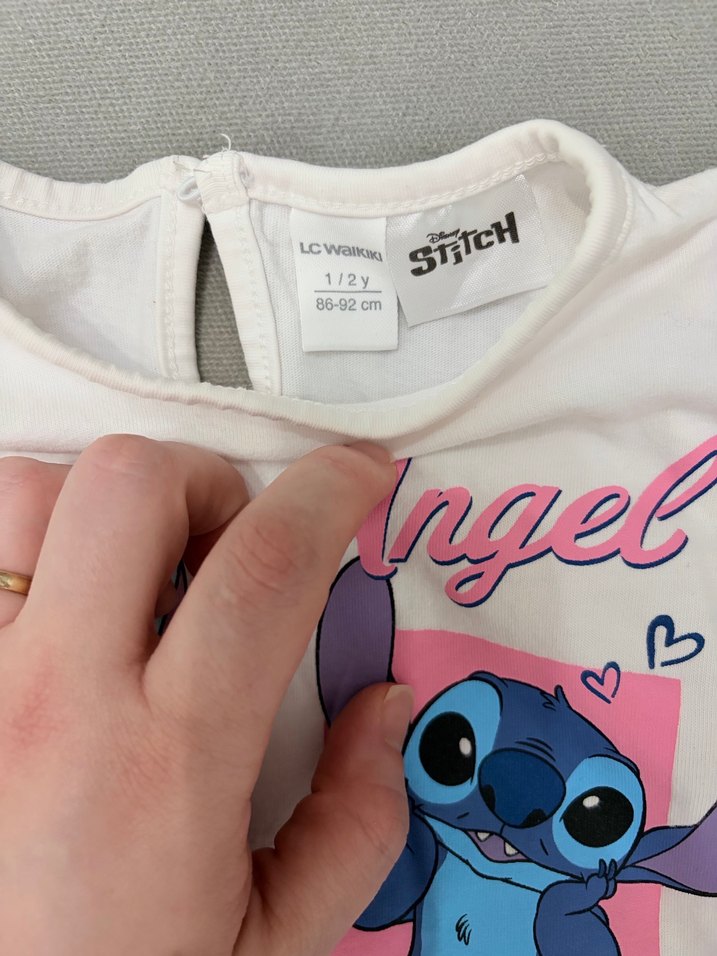 LC WAIKIKI
1 / 2 y
86-92 cm
Disney
STITCH
Angel